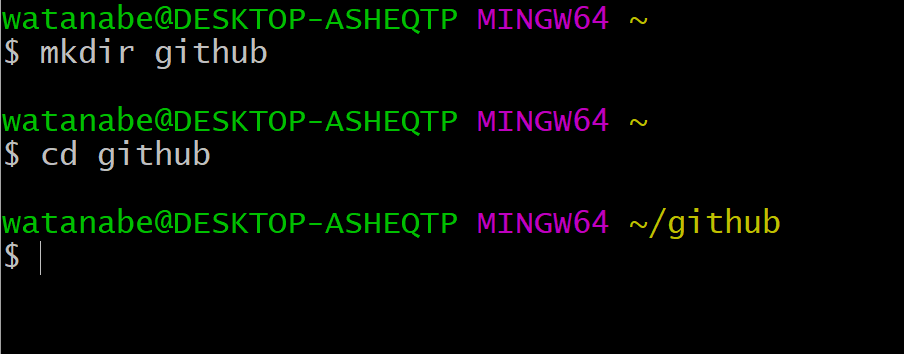 watanabe@DESKTOP-ASHEQTP MINGW64 ~
$ mkdir github
watanabe@DESKTOP-ASHEQTP MINGW64 ~
$ cd github
watanabe@DESKTOP-ASHEQTP MINGW64 ~/github
$